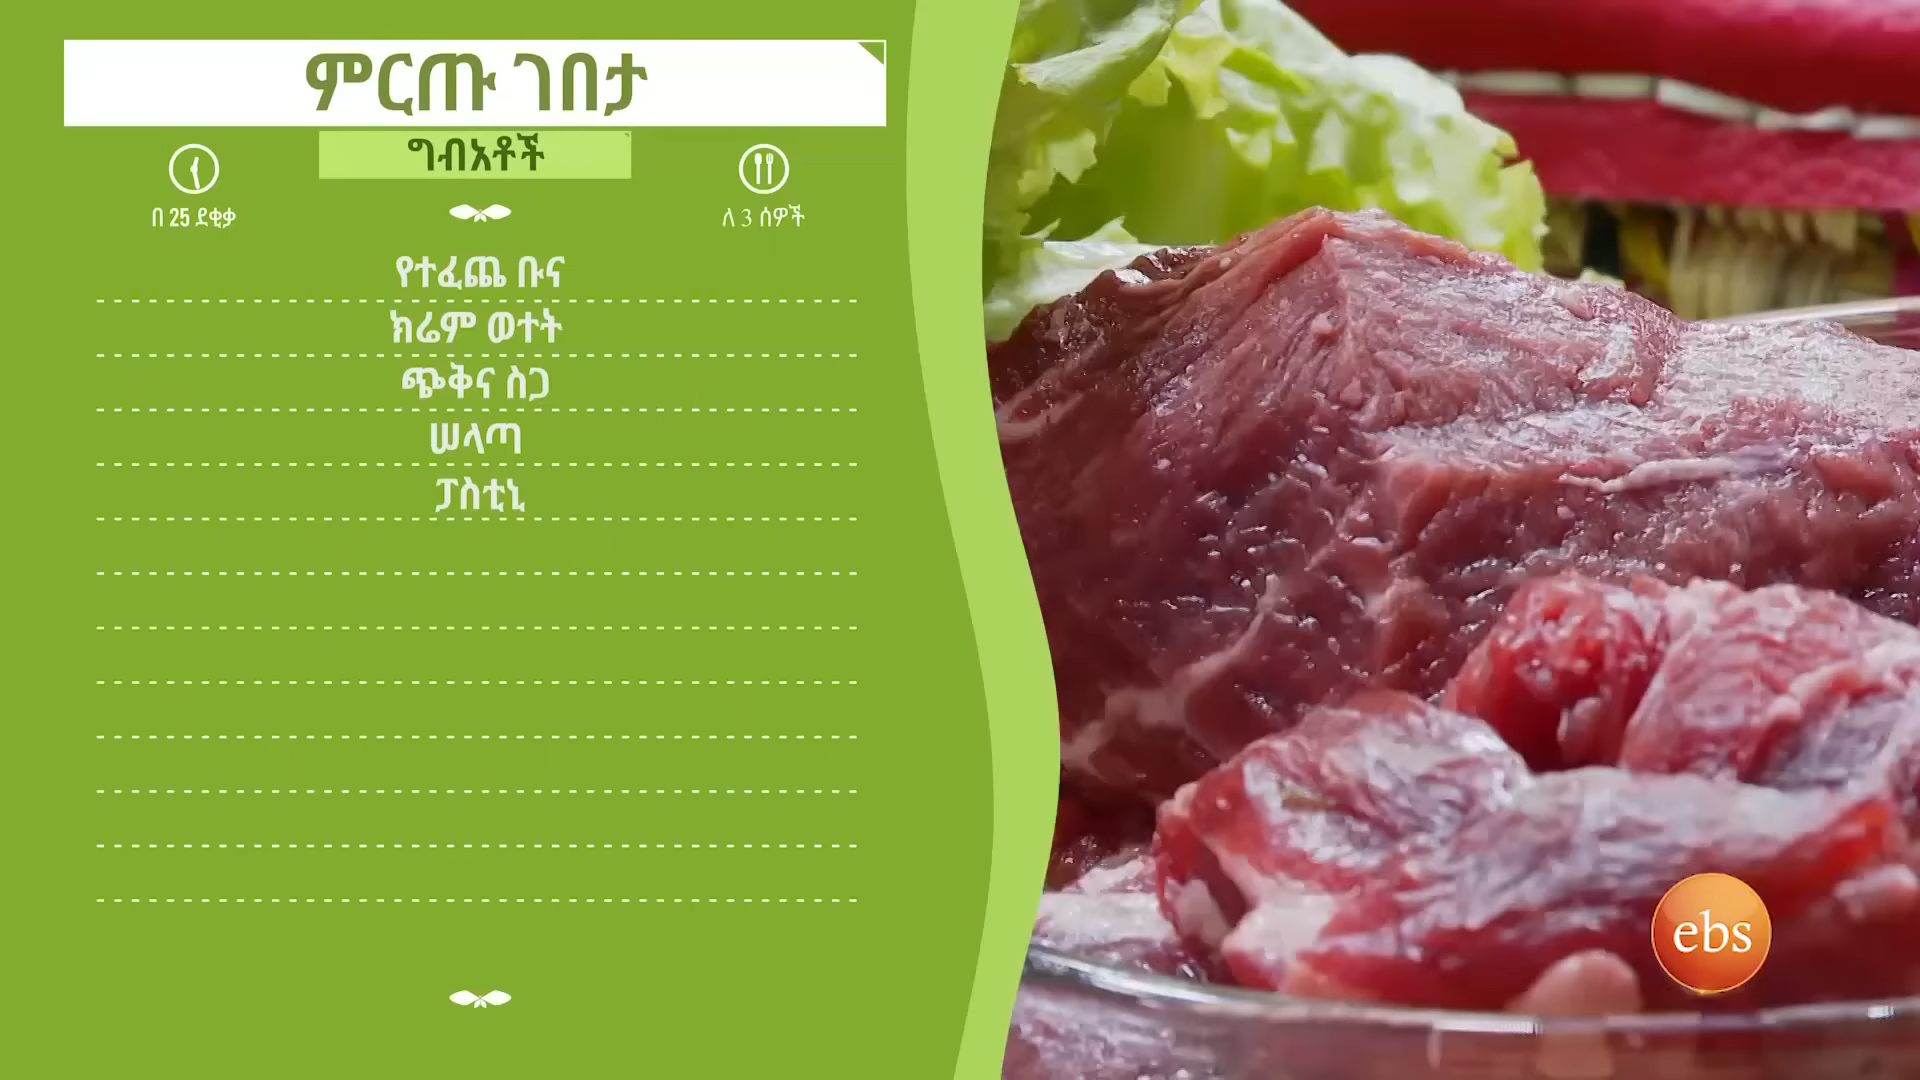 ምርጡ ገበታ
ግብአቶች
በ 25 ደቂቃ
ለ 3 ሰዎች
የተፈጨ ቡና
ክሬም ወተት
ጭቅና ስጋ
ሠላጣ
ፓስቲኒ
ebs